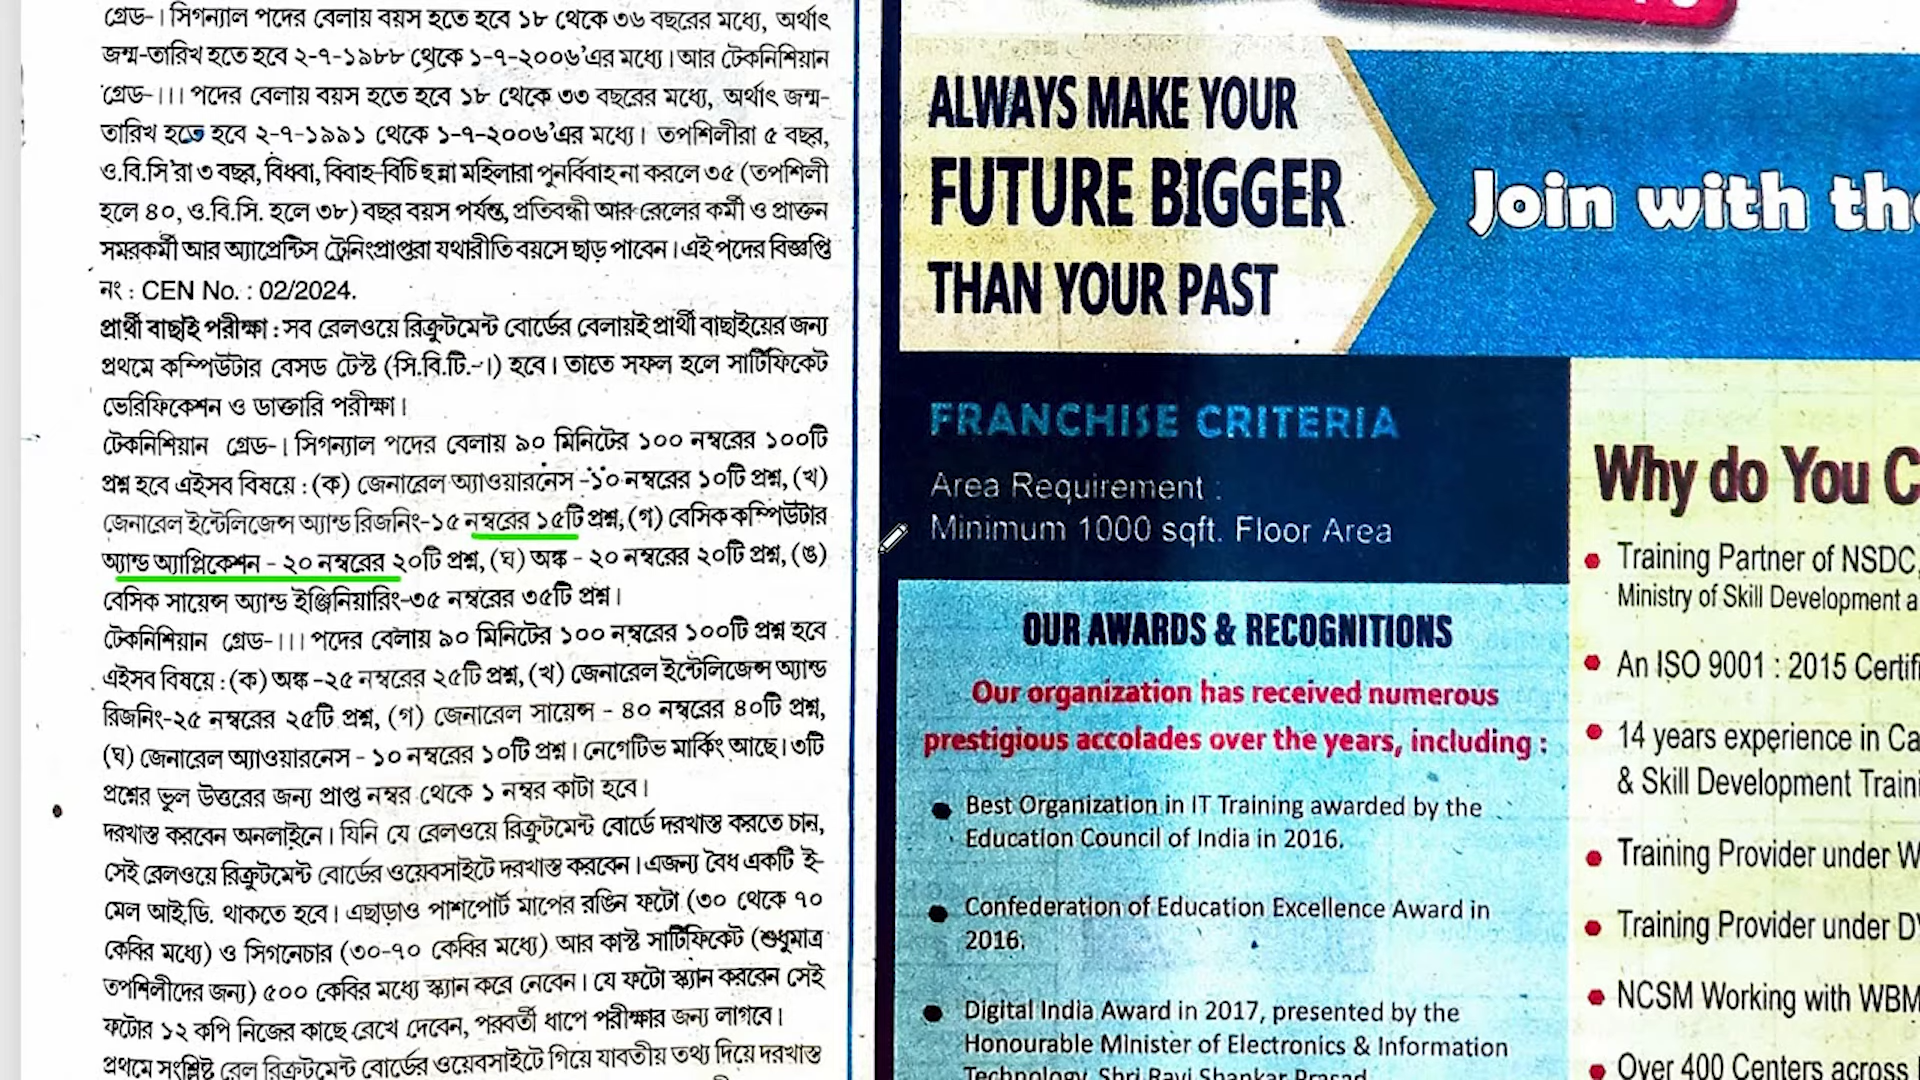 গ্রেড-। সিগন্যাল পদের বেলায় বয়স হতে হবে ১৮ থেকে ৩৬ বছরের মধ্যে, অর্থাৎ
জন্ম-তারিখ হতে হবে ২-৭-১৯৮৮ থেকে ১-৭-২০০৬'এর মধ্যে। আর টেকনিশিয়ান
গ্রেড-।।। পদের বেলায় বয়স হতে হবে ১৮ থেকে ৩৩ বছরের মধ্যে, অর্থাৎ জন্ম-
তারিখ হতে হবে ২-৭-১৯৯১ থেকে ১-৭-২০০৬'এর মধ্যে। তপশিলীরা ৫ বছর,
ও.বি.সি'রা ৩ বছর, বিধবা, বিবাহ-বিচ্ছিন্না মহিলারা পুনর্বিবাহ না করলে ৩৫ (তপশিলী
হলে ৪০, ও.বি.সি. হলে ৩৮) বছর বয়স পর্যন্ত, প্রতিবন্ধী আর রেলের কর্মী ও প্রাক্তন
সমরকর্মী আর অ্যাপ্রেন্টিস ট্রেনিংপ্রাপ্তরা যথারীতি বয়সে ছাড় পাবেন। এই পদের বিজ্ঞপ্তি
নং : CEN No. : 02/2024.
প্রার্থী বাছাই পরীক্ষা : সব রেলওয়ে রিক্রুটমেন্ট বোর্ডের বেলায়ই প্রার্থী বাছাইয়ের জন্য
প্রথমে কম্পিউটার বেসড টেস্ট (সি.বি.টি.-।) হবে। তাতে সফল হলে সার্টিফিকেট
ভেরিফিকেশন ও ডাক্তারি পরীক্ষা।
টেকনিশিয়ান গ্রেড-। সিগন্যাল পদের বেলায় ৯০ মিনিটের ১০০ নম্বরের ১০০টি
প্রশ্ন হবে এইসব বিষয়ে : (ক) জেনারেল অ্যাওয়ারনেস -১০ নম্বরের ১০টি প্রশ্ন, (খ)
জেনারেল ইন্টেলিজেন্স অ্যান্ড রিজনিং-১৫ নম্বরের ১৫টি প্রশ্ন, (গ) বেসিক কম্পিউটার
অ্যান্ড অ্যাপ্লিকেশন - ২০ নম্বরের ২০টি প্রশ্ন, (ঘ) অঙ্ক - ২০ নম্বরের ২০টি প্রশ্ন, (ঙ)
বেসিক সায়েন্স অ্যান্ড ইঞ্জিনিয়ারিং-৩৫ নম্বরের ৩৫টি প্রশ্ন।
টেকনিশিয়ান গ্রেড-।।। পদের বেলায় ৯০ মিনিটের ১০০ নম্বরের ১০০টি প্রশ্ন হবে
এইসব বিষয়ে : (ক) অঙ্ক -২৫ নম্বরের ২৫টি প্রশ্ন, (খ) জেনারেল ইন্টেলিজেন্স অ্যান্ড
রিজনিং-২৫ নম্বরের ২৫টি প্রশ্ন, (গ) জেনারেল সায়েন্স - ৪০ নম্বরের ৪০টি প্রশ্ন,
(ঘ) জেনারেল অ্যাওয়ারনেস - ১০ নম্বরের ১০টি প্রশ্ন। নেগেটিভ মার্কিং আছে। ৩টি
প্রশ্নের ভুল উত্তরের জন্য প্রাপ্ত নম্বর থেকে ১ নম্বর কাটা হবে।
দরখাস্ত করবেন অনলাইনে। যিনি যে রেলওয়ে রিক্রুটমেন্ট বোর্ডে দরখাস্ত করতে চান,
সেই রেলওয়ে রিক্রুটমেন্ট বোর্ডের ওয়েবসাইটে দরখাস্ত করবেন। এজন্য বৈধ একটি ই-
মেল আই.ডি. থাকতে হবে। এছাড়াও পাশপোর্ট মাপের রঙিন ফটো (৩০ থেকে ৭০
কেবির মধ্যে) ও সিগনেচার (৩০-৭০ কেবির মধ্যে) আর কাস্ট সার্টিফিকেট (শুধুমাত্র
তপশিলীদের জন্য) ৫০০ কেবির মধ্যে স্ক্যান করে নেবেন। যে ফটো স্ক্যান করবেন সেই
ফটোর ১২ কপি নিজের কাছে রেখে দেবেন, পরবর্তী ধাপে পরীক্ষার জন্য লাগবে।
প্রথমে সংশ্লিষ্ট রেল রিক্রুটমেন্ট বোর্ডের ওয়েবসাইটে গিয়ে যাবতীয় তথ্য দিয়ে দরখাস্ত
ALWAYS MAKE YOUR
FUTURE BIGGER
THAN YOUR PAST
Join with the
FRANCHISE CRITERIA
Area Requirement :
Minimum 1000 sqft. Floor Area
OUR AWARDS & RECOGNITIONS
Our organization has received numerous
prestigious accolades over the years, including :
Best Organization in IT Training awarded by the
Education Council of India in 2016.
Confederation of Education Excellence Award in
2016.
Digital India Award in 2017, presented by the
Honourable Minister of Electronics & Information
Technology, Shri Ravi Shankar Prasad
Why do You C
Training Partner of NSDC,
Ministry of Skill Development a
An ISO 9001 : 2015 Certifi
14 years experience in Ca
& Skill Development Traini
Training Provider under W
Training Provider under D
NCSM Working with WBM
Over 400 Centers across